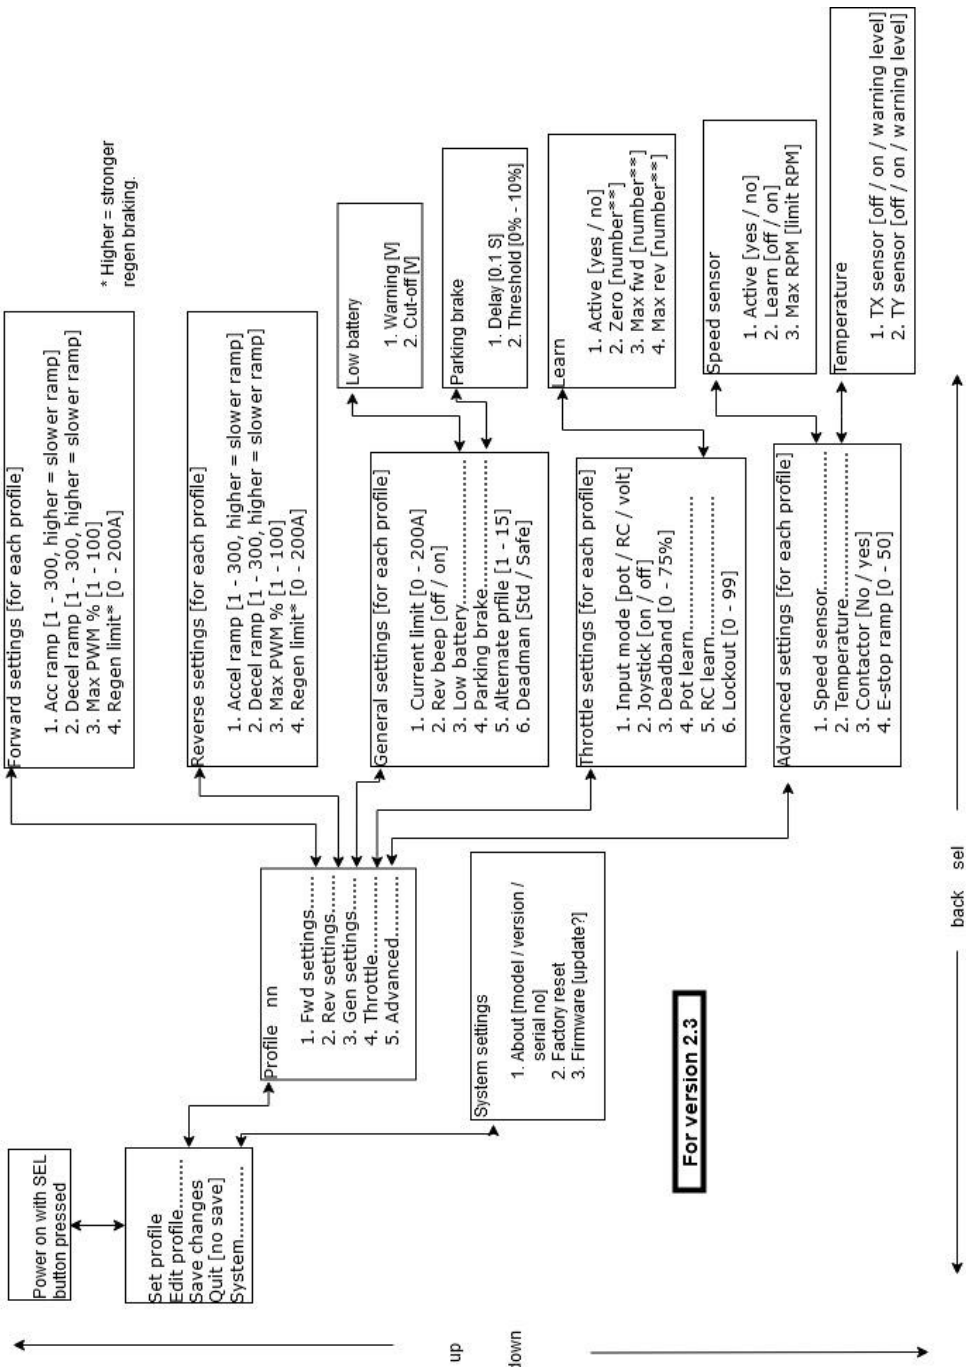 Power on with SEL
button pressed
Set profile
Edit profile.........
Save changes
Quit [no save]
System...............
Profile nn
1. Fwd settings......
2. Rev settings......
3. Gen settings......
4. Throttle...............
5. Advanced...........
System settings
1. About [model / version /
serial no]
2. Factory reset
3. Firmware [update?]
For version 2.3
Forward settings [for each profile]
1. Acc ramp [1 - 300, higher = slower ramp]
2. Decel ramp [1 - 300, higher = slower ramp]
3. Max PWM % [1 - 100]
4. Regen limit* [0 - 200A]
* Higher = stronger
regen braking.
Reverse settings [for each profile]
1. Accel ramp [1 - 300, higher = slower ramp]
2. Decel ramp [1 - 300, higher = slower ramp]
3. Max PWM % [1 - 100]
4. Regen limit* [0 - 200A]
General settings [for each profile]
1. Current limit [0 - 200A]
2. Rev beep [off / on]
3. Low battery.......................
4. Parking brake....................
5. Alternate prfile [1 - 15]
6. Deadman [Std / Safe]
Low battery
1. Warning [V]
2. Cut-off [V]
Parking brake
1. Delay [0.1 S]
2. Threshold [0% - 10%]
Throttle settings [for each profile]
1. Input mode [pot / RC / volt]
2. Joystick [on / off]
3. Deadband [0 - 75%]
4. Pot learn......................
5. RC learn.......................
6. Lockout [0 - 99]
Learn
1. Active [yes / no]
2. Zero [number**]
3. Max fwd [number**]
4. Max rev [number**]
Advanced settings [for each profile]
1. Speed sensor......................
2. Temperature.......................
3. Contactor [No / yes]
4. E-stop ramp [0 - 50]
Speed sensor
1. Active [yes / no]
2. Learn [off / on]
3. Max RPM [limit RPM]
Temperature
1. TX sensor [off / on / warning level]
2. TY sensor [off / on / warning level]
back sel
up
down